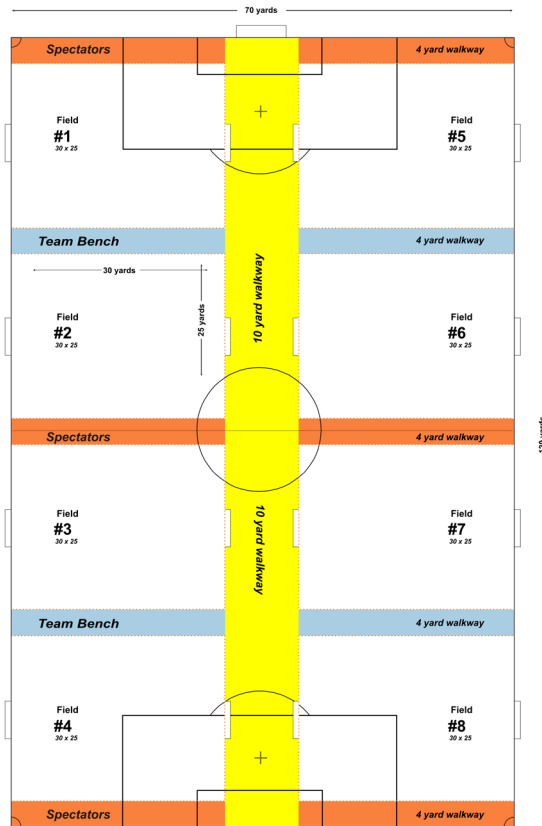 70 yards
Spectators
4 yard walkway
Field
#1
30 x 25
Field
#5
30 x 25
Team Bench
4 yard walkway
30 yards
25 yards
10 yard walkway
Field
#2
30 x 25
Field
#6
30 x 25
Spectators
4 yard walkway
Field
#3
30 x 25
10 yard walkway
Field
#7
30 x 25
Team Bench
4 yard walkway
Field
#4
30 x 25
Field
#8
30 x 25
Spectators
4 yard walkway